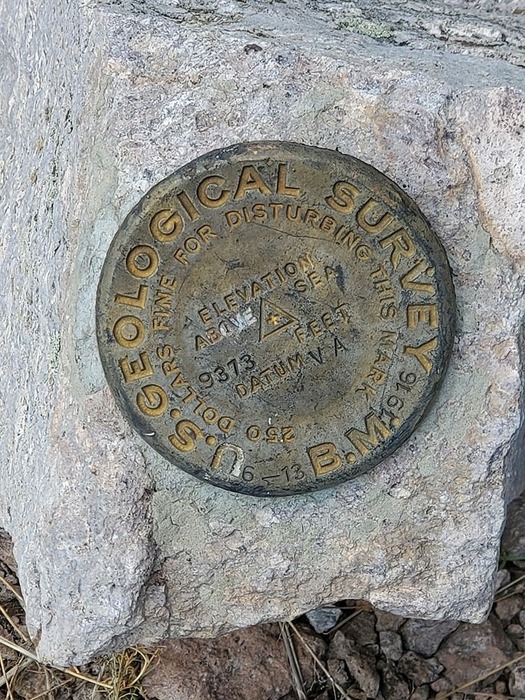 U.S. GEOLOGICAL SURVEY B.M.
250 DOLLARS FINE FOR DISTURBING THIS MARK
ELEVATION
ABOVE SEA
9373 FEET
DATUM V A
6-13
1916